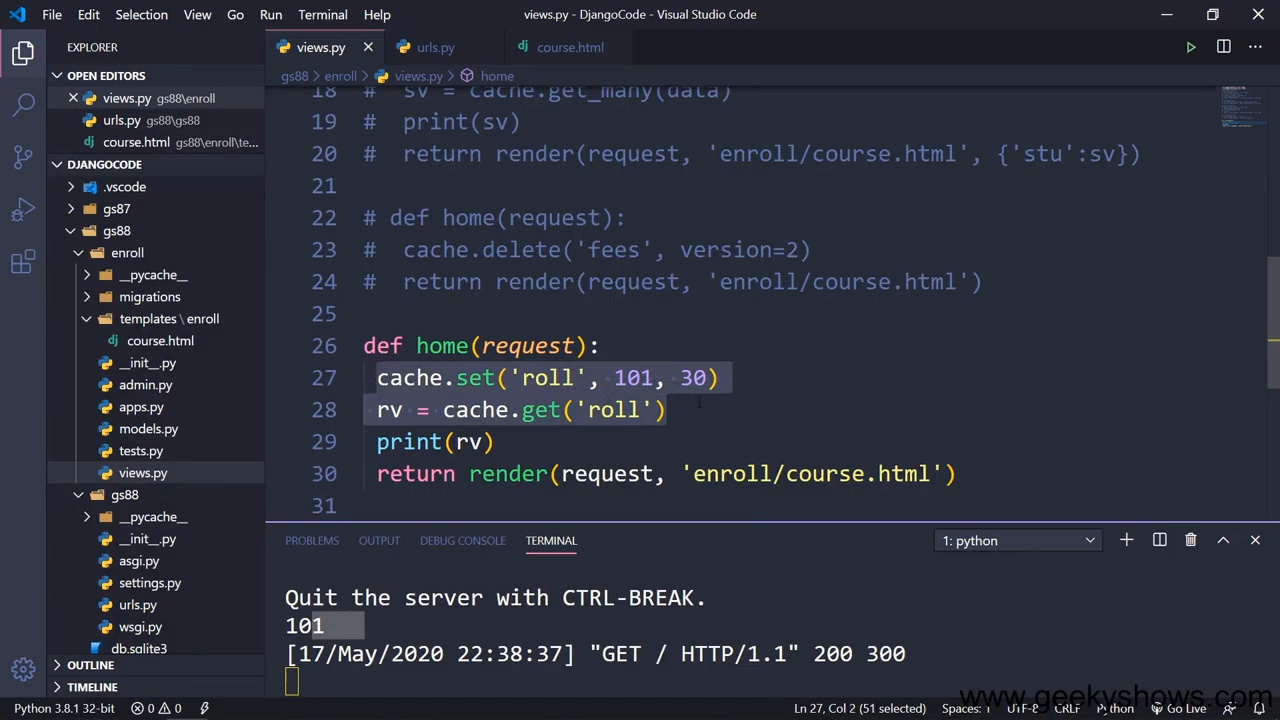 File Edit Selection View Go Run Terminal Help
views.py - DjangoCode - Visual Studio Code
EXPLORER
OPEN EDITORS
views.py gs88\enroll
urls.py gs88\gs88
course.html gs88\enroll\te...
DJANGOCODE
.vscode
gs87
gs88
enroll
__pycache__
migrations
templates \ enroll
course.html
__init__.py
admin.py
apps.py
models.py
tests.py
views.py
gs88
__pycache__
__init__.py
asgi.py
settings.py
urls.py
wsgi.py
db.sqlite3
OUTLINE
TIMELINE
views.py urls.py course.html
gs88 > enroll > views.py > home
18 # sv = cache.get_many(data)
19 # print(sv)
20 # return render(request, 'enroll/course.html', {'stu':sv})
21
22 # def home(request):
23 # cache.delete('fees', version=2)
24 # return render(request, 'enroll/course.html')
25
26 def home(request):
27 cache.set('roll', 101, 30)
28 rv = cache.get('roll')
29 print(rv)
30 return render(request, 'enroll/course.html')
31
PROBLEMS OUTPUT DEBUG CONSOLE TERMINAL 1: python
Quit the server with CTRL-BREAK.
101
[17/May/2020 22:38:37] "GET / HTTP/1.1" 200 300
www.geekyshows.com
Python 3.8.1 32-bit 0 0 Ln 27, Col 2 (51 selected) Spaces: 1 UTF-8 CRLF Python Go Live